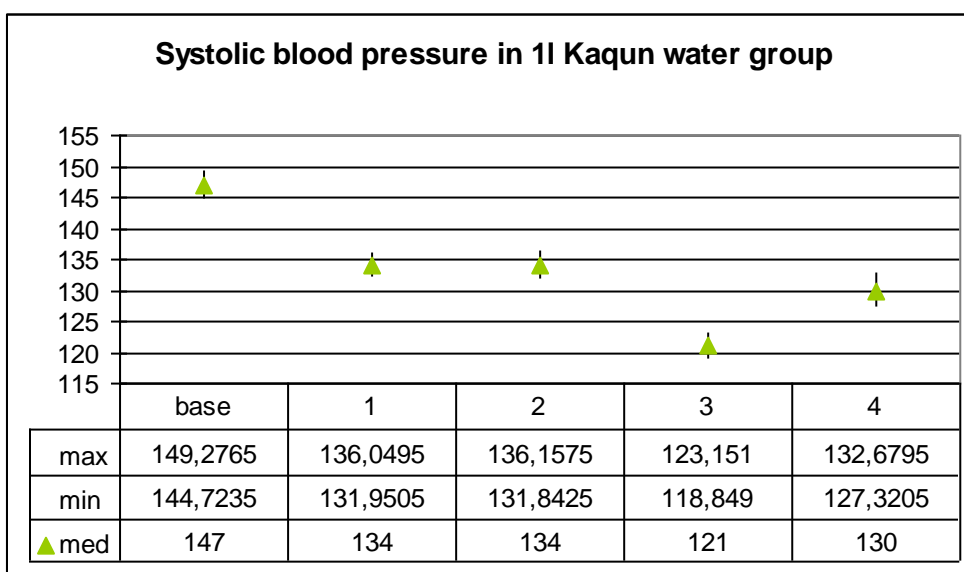 Systolic blood pressure in 1l Kaqun water group
155
150
145
140
135
130
125
120
115
base 1 2 3 4
max 149,2765 136,0495 136,1575 123,151 132,6795
min 144,7235 131,9505 131,8425 118,849 127,3205
med 147 134 134 121 130